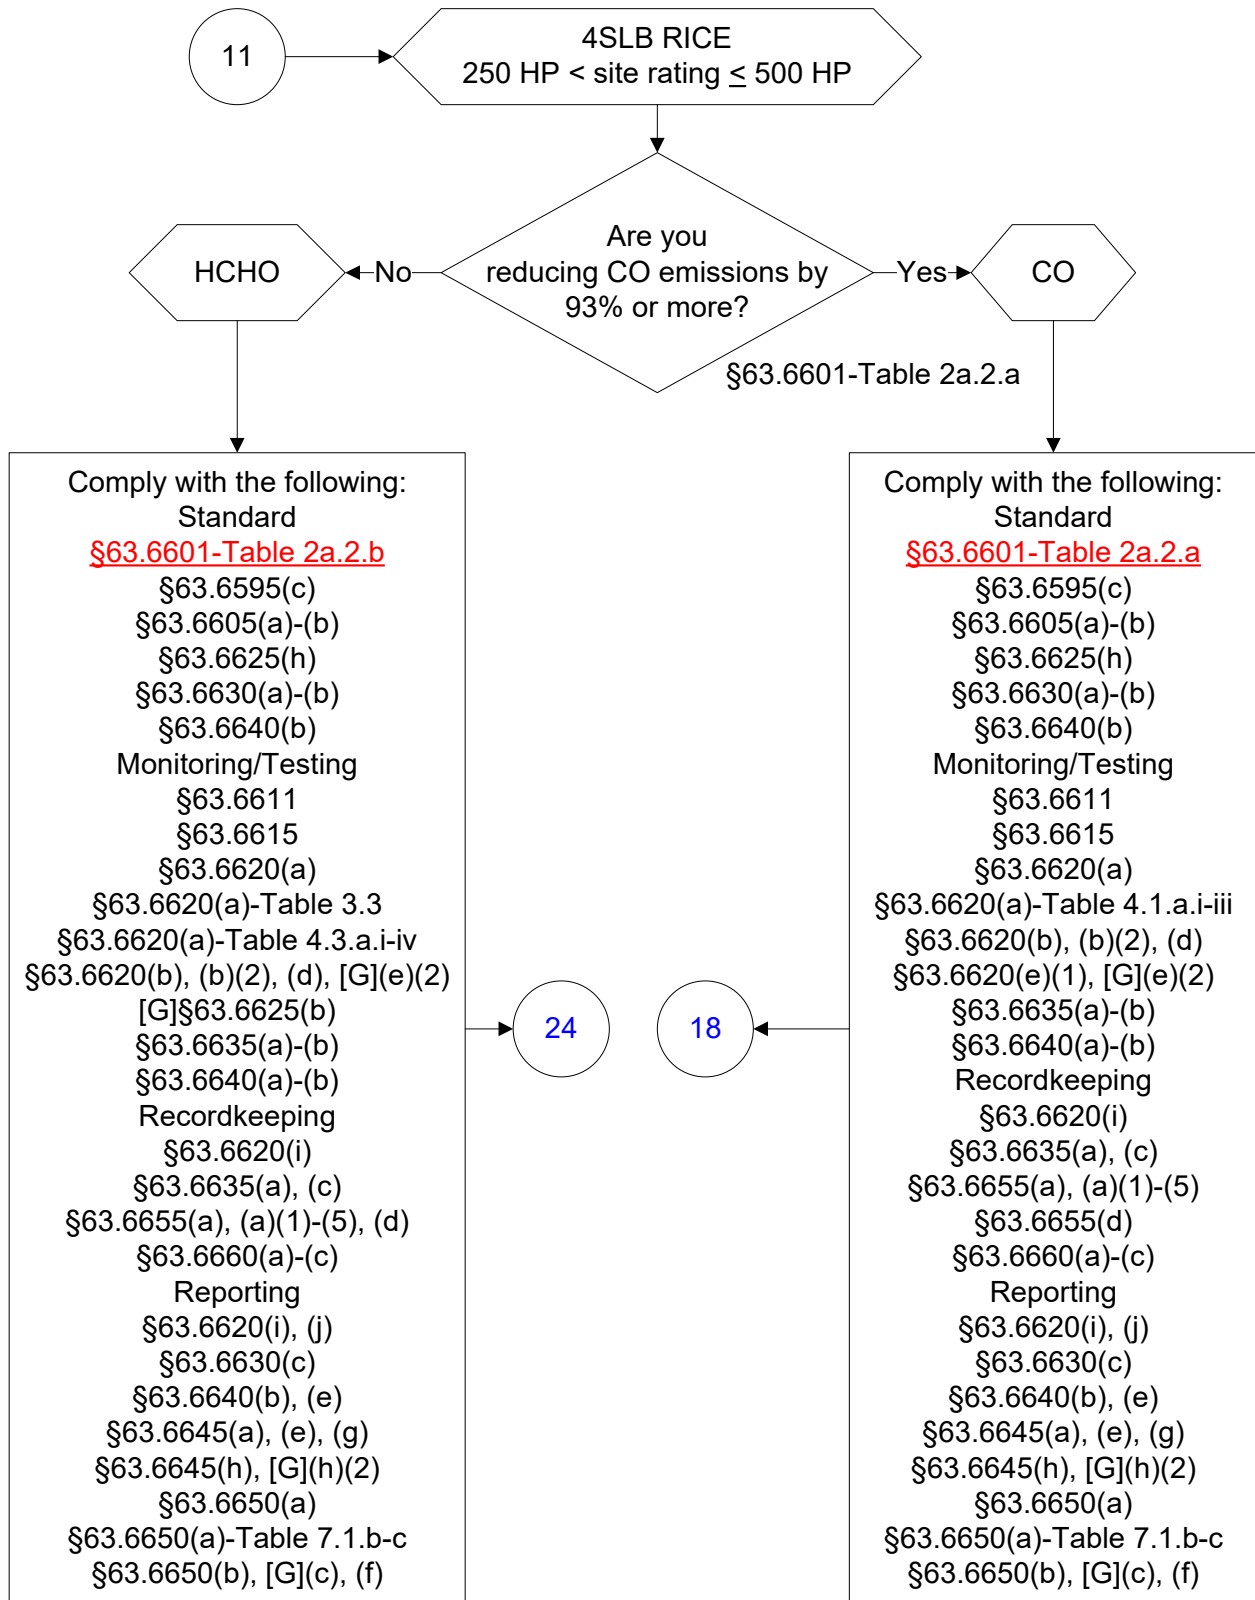 11
4SLB RICE
250 HP < site rating ≤ 500 HP
Are you
reducing CO emissions by
93% or more?
No
HCHO
Yes
CO
§63.6601-Table 2a.2.a
Comply with the following:
Standard
§63.6601-Table 2a.2.b
§63.6595(c)
§63.6605(a)-(b)
§63.6625(h)
§63.6630(a)-(b)
§63.6640(b)
Monitoring/Testing
§63.6611
§63.6615
§63.6620(a)
§63.6620(a)-Table 3.3
§63.6620(a)-Table 4.3.a.i-iv
§63.6620(b), (b)(2), (d), [G](e)(2)
[G]§63.6625(b)
§63.6635(a)-(b)
§63.6640(a)-(b)
Recordkeeping
§63.6620(i)
§63.6635(a), (c)
§63.6655(a), (a)(1)-(5), (d)
§63.6660(a)-(c)
Reporting
§63.6620(i), (j)
§63.6630(c)
§63.6640(b), (e)
§63.6645(a), (e), (g)
§63.6645(h), [G](h)(2)
§63.6650(a)
§63.6650(a)-Table 7.1.b-c
§63.6650(b), [G](c), (f)
24
18
Comply with the following:
Standard
§63.6601-Table 2a.2.a
§63.6595(c)
§63.6605(a)-(b)
§63.6625(h)
§63.6630(a)-(b)
§63.6640(b)
Monitoring/Testing
§63.6611
§63.6615
§63.6620(a)
§63.6620(a)-Table 4.1.a.i-iii
§63.6620(b), (b)(2), (d)
§63.6620(e)(1), [G](e)(2)
§63.6635(a)-(b)
§63.6640(a)-(b)
Recordkeeping
§63.6620(i)
§63.6635(a), (c)
§63.6655(a), (a)(1)-(5)
§63.6655(d)
§63.6660(a)-(c)
Reporting
§63.6620(i), (j)
§63.6630(c)
§63.6640(b), (e)
§63.6645(a), (e), (g)
§63.6645(h), [G](h)(2)
§63.6650(a)
§63.6650(a)-Table 7.1.b-c
§63.6650(b), [G](c), (f)